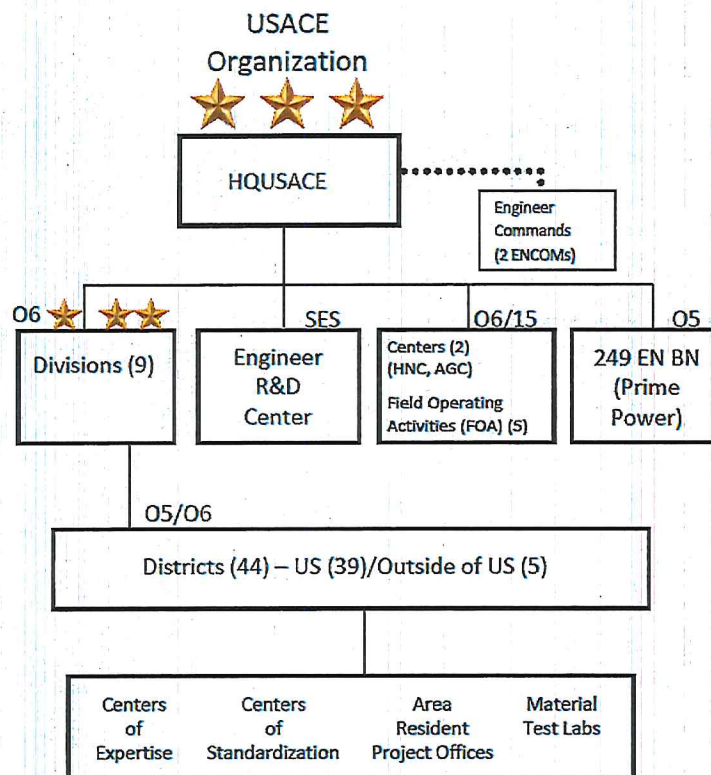 USACE
Organization
HQUSACE
Engineer
Commands
(2 ENCOMs)
O6
SES
O6/15
O5
Divisions (9)
Engineer
R&D
Center
Centers (2)
(HNC, AGC)
Field Operating
Activities (FOA) (5)
249 EN BN
(Prime
Power)
O5/O6
Districts (44) – US (39)/Outside of US (5)
Centers
of
Expertise
Centers
of
Standardization
Area
Resident
Project Offices
Material
Test Labs